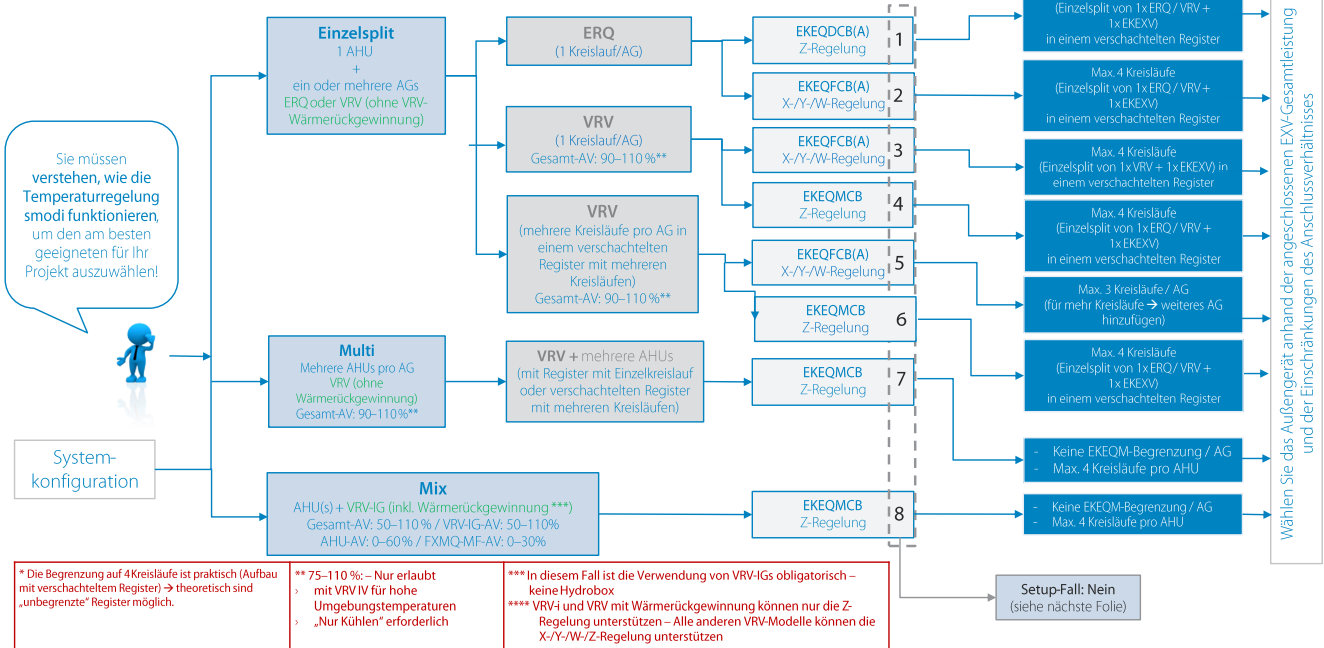 Sie müssen
verstehen, wie die
Temperaturregelung
smodi funktionieren,
um den am besten
geeigneten für Ihr
Projekt auszuwählen!
System-
konfiguration
Einzelsplit
1 AHU
+
ein oder mehrere AGs
ERQ oder VRV (ohne VRV-
Wärmerückgewinnung)
Multi
Mehrere AHUs pro AG
VRV (ohne
Wärmerückgewinnung)
Gesamt-AV: 90–110%**
Mix
AHU(s) + VRV-IG (inkl. Wärmerückgewinnung ***)
Gesamt-AV: 50–110 % / VRV-IG-AV: 50–110%
AHU-AV: 0–60% / FXMQ-MF-AV: 0–30%
ERQ
(1 Kreislauf/AG)
VRV
(1 Kreislauf/AG)
Gesamt-AV: 90–110 %**
VRV
(mehrere Kreisläufe pro AG in
einem verschachtelten
Register mit mehreren
Kreisläufen)
Gesamt-AV: 90–110 %**
VRV + mehrere AHUs
(mit Register mit Einzelkreislauf
oder verschachtelten Register
mit mehreren Kreisläufen)
EKEQDCB(A)
Z-Regelung
1
EKEQFCB(A)
X-/Y-/W-Regelung
2
EKEQFCB(A)
X-/Y-/W-Regelung
3
EKEQMCB
Z-Regelung
4
EKEQFCB(A)
X-/Y-/W-Regelung
5
EKEQMCB
Z-Regelung
6
EKEQMCB
Z-Regelung
7
EKEQMCB
Z-Regelung
8
(Einzelsplit von 1x ERQ / VRV +
1x EKEXV)
in einem verschachtelten Register
Max. 4 Kreisläufe
(Einzelsplit von 1x ERQ / VRV +
1x EKEXV)
in einem verschachtelten Register
Max. 4 Kreisläufe
(Einzelsplit von 1x VRV + 1x EKEXV) in
einem verschachtelten Register
Max. 4 Kreisläufe
(Einzelsplit von 1x ERQ / VRV +
1x EKEXV)
in einem verschachtelten Register
Max. 3 Kreisläufe / AG
(für mehr Kreisläufe → weiteres AG
hinzufügen)
Max. 4 Kreisläufe
(Einzelsplit von 1x ERQ / VRV +
1x EKEXV)
in einem verschachtelten Register
- Keine EKEQM-Begrenzung / AG
- Max. 4 Kreisläufe pro AHU
- Keine EKEQM-Begrenzung / AG
- Max. 4 Kreisläufe pro AHU
Wählen Sie das Außengerät anhand der angeschlossenen EXV-Gesamtleistung
und der Einschränkungen des Anschlussverhältnisses
* Die Begrenzung auf 4 Kreisläufe ist praktisch (Aufbau
mit verschachteltem Register) → theoretisch sind
„unbegrenzte" Register möglich.
** 75–110 %: – Nur erlaubt
› mit VRV IV für hohe
Umgebungstemperaturen
› „Nur Kühlen" erforderlich
*** In diesem Fall ist die Verwendung von VRV-IGs obligatorisch –
keine Hydrobox
**** VRV-i und VRV mit Wärmerückgewinnung können nur die Z-
Regelung unterstützen – Alle anderen VRV-Modelle können die
X-/Y-/W-/Z-Regelung unterstützen
Setup-Fall: Nein
(siehe nächste Folie)